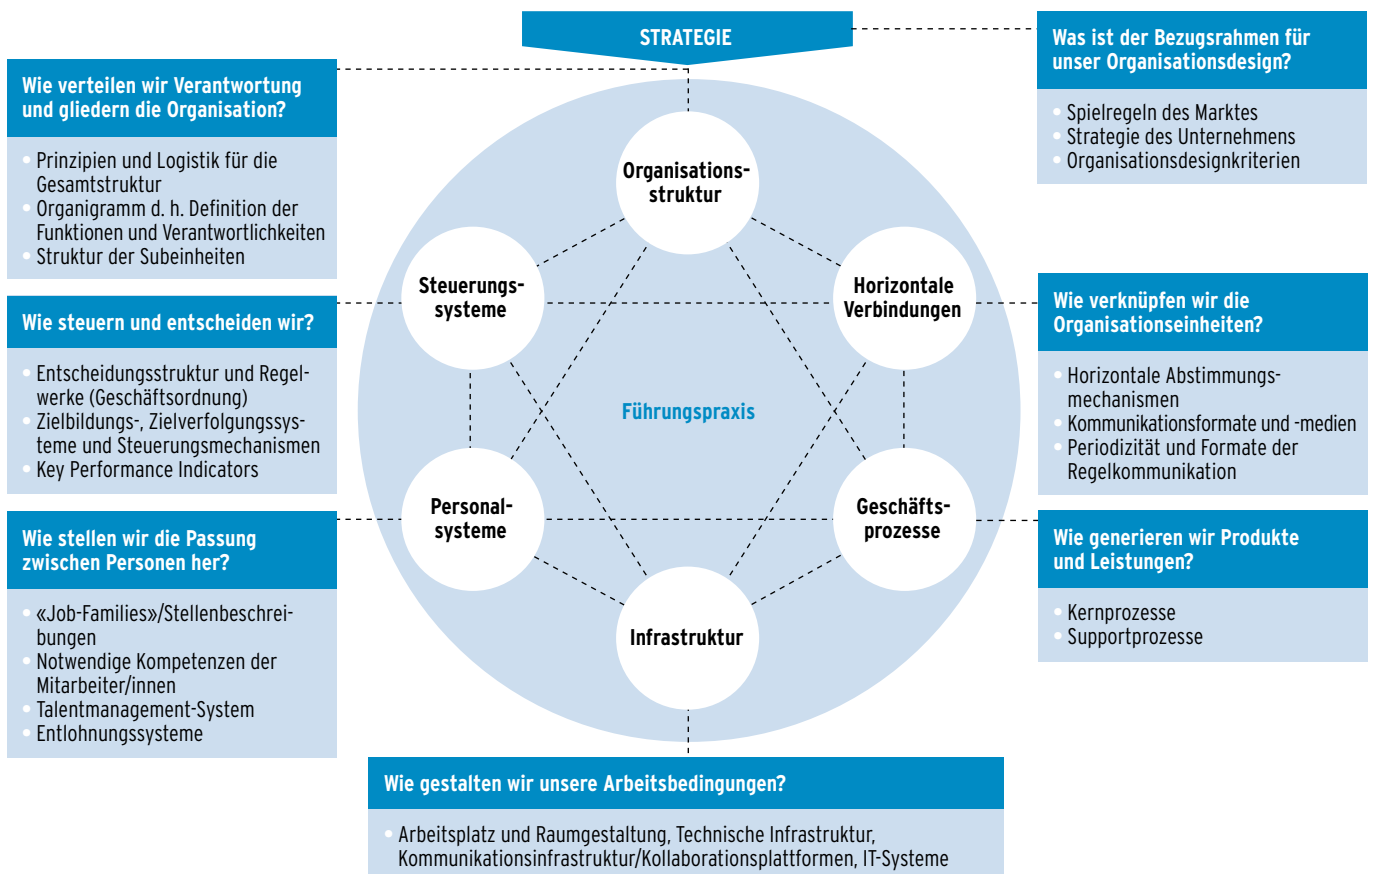 STRATEGIE
Was ist der Bezugsrahmen für
unser Organisationsdesign?
• Spielregeln des Marktes
• Strategie des Unternehmens
• Organisationsdesignkriterien
Wie verteilen wir Verantwortung
und gliedern die Organisation?
• Prinzipien und Logistik für die
Gesamtstruktur
• Organigramm d. h. Definition der
Funktionen und Verantwortlichkeiten
• Struktur der Subeinheiten
Organisations-
struktur
Steuerungs-
systeme
Horizontale
Verbindungen
Wie steuern und entscheiden wir?
• Entscheidungsstruktur und Regel-
werke (Geschäftsordnung)
• Zielbildungs-, Zielverfolgungssys-
teme und Steuerungsmechanismen
• Key Performance Indicators
Wie verknüpfen wir die
Organisationseinheiten?
• Horizontale Abstimmungs-
mechanismen
• Kommunikationsformate und -medien
• Periodizität und Formate der
Regelkommunikation
Führungspraxis
Personal-
systeme
Geschäfts-
prozesse
Wie stellen wir die Passung
zwischen Personen her?
• «Job-Families»/Stellenbeschrei-
bungen
• Notwendige Kompetenzen der
Mitarbeiter/innen
• Talentmanagement-System
• Entlohnungssysteme
Wie generieren wir Produkte
und Leistungen?
• Kernprozesse
• Supportprozesse
Infrastruktur
Wie gestalten wir unsere Arbeitsbedingungen?
• Arbeitsplatz und Raumgestaltung, Technische Infrastruktur,
Kommunikationsinfrastruktur/Kollaborationsplattformen, IT-Systeme